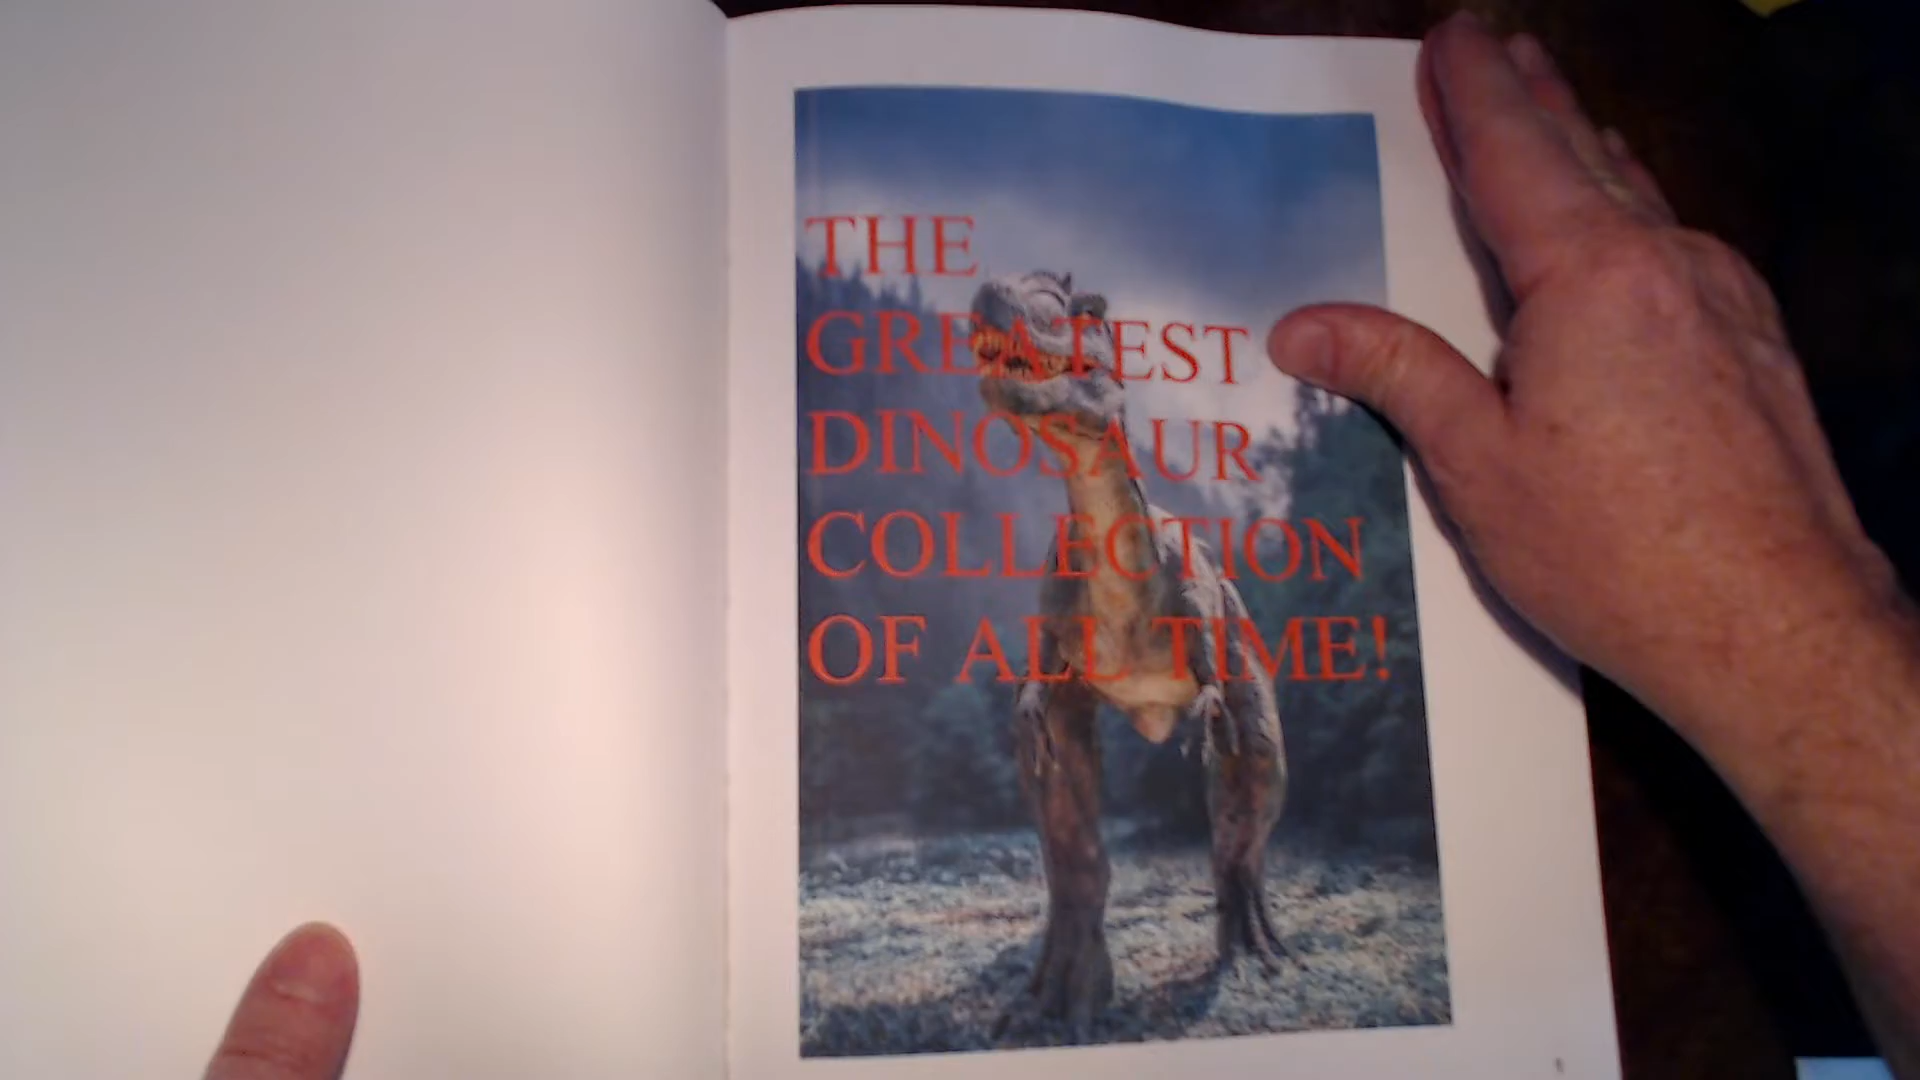 THE
GREATEST
DINOSAUR
COLLECTION
OF ALL TIME!